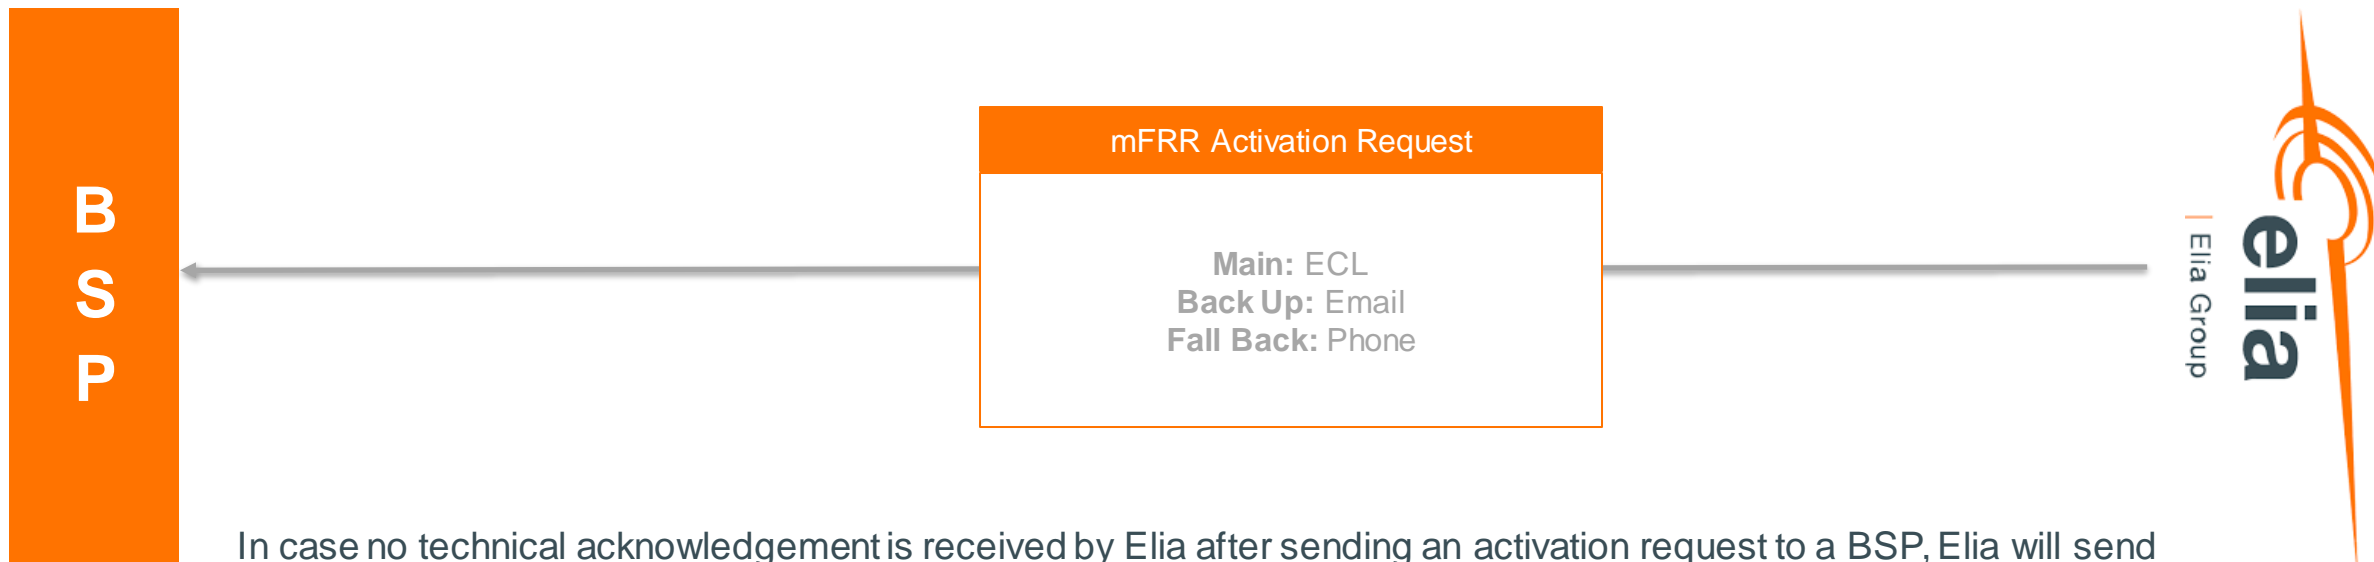 B
S
P
mFRR Activation Request
Main: ECL
Back Up: Email
Fall Back: Phone
elia
Elia Group
In case no technical acknowledgement is received by Elia after sending an activation request to a BSP, Elia will send